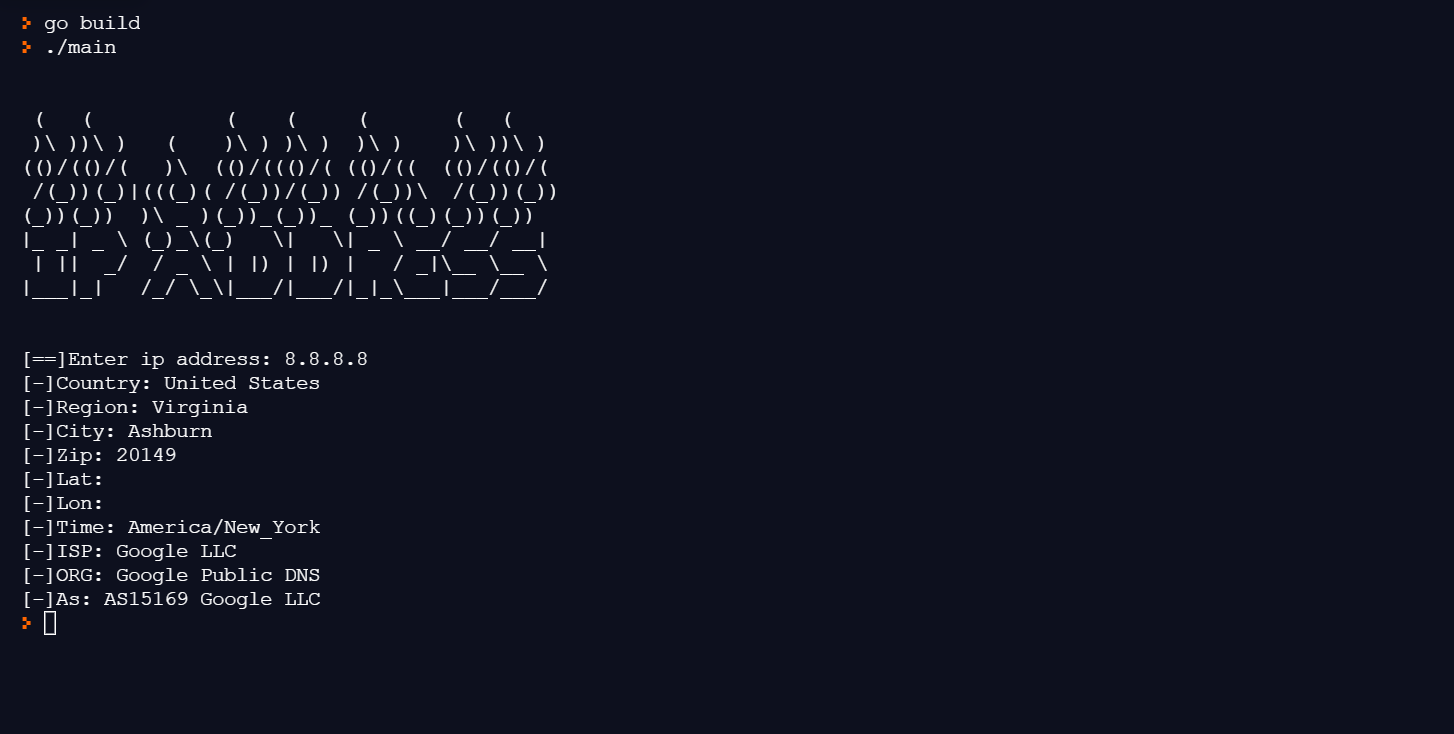 go build
./main
 (   (           (    (     (       (   (
 )\ ))\ )   (    )\ ) )\ )  )\ )    )\ ))\ )
(()/(()/(   )\  (()/((()/( (()/((  (()/(()/(
 /(_))(_)|(((_)( /(_))/(_)) /(_))\  /(_))(_))
(_))(_))  )\ _ )(_))_(_))_ (_))((_)(_))(_))
|_ _| _ \ (_)_\(_)   \|   \| _ \ __/ __/ __|
 | ||  _/  / _ \ | |) | |) |   / _|\__ \__ \
|___|_|   /_/ \_\|___/|___/|_|_\___|___/___/
[==]Enter ip address: 8.8.8.8
[-]Country: United States
[-]Region: Virginia
[-]City: Ashburn
[-]Zip: 20149
[-]Lat:
[-]Lon:
[-]Time: America/New_York
[-]ISP: Google LLC
[-]ORG: Google Public DNS
[-]As: AS15169 Google LLC